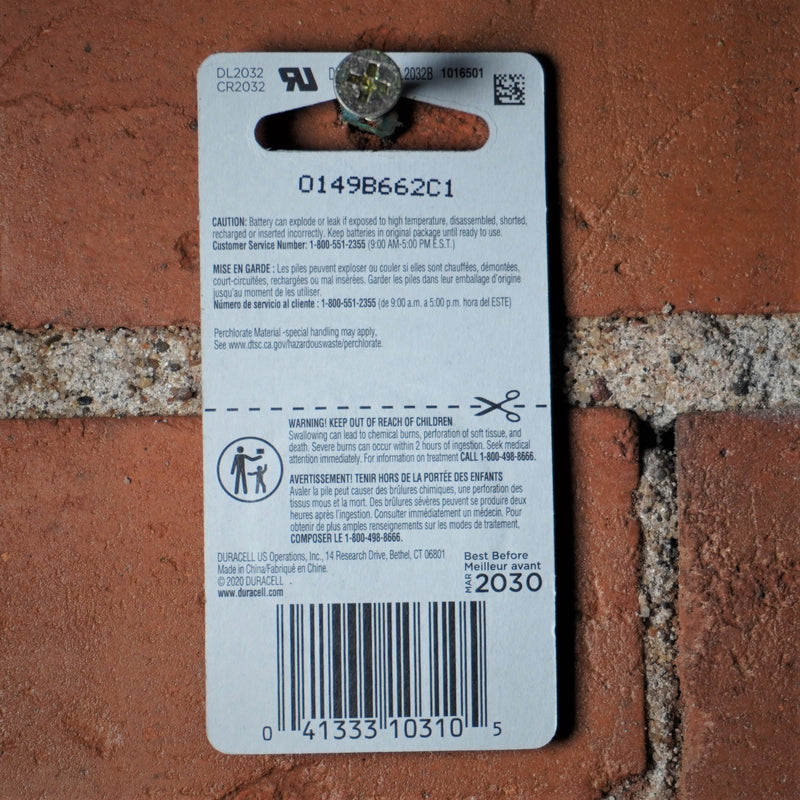 DL2032
CR2032
2032B 1016501
0149B662C1
CAUTION: Battery can explode or leak if exposed to high temperature, disassembled, shorted,
recharged or inserted incorrectly. Keep batteries in original package until ready to use.
Customer Service Number: 1-800-551-2355 (9:00 AM-5:00 PM E.S.T.)
MISE EN GARDE : Les piles peuvent exploser ou couler si elles sont chauffées, démontées,
court-circuitées, rechargées ou mal insérées. Garder les piles dans leur emballage d'origine
jusqu'au moment de les utiliser.
Número de servicio al cliente : 1-800-551-2355 (de 9:00 a.m. a 5:00 p.m. hora del ESTE)
Perchlorate Material -special handling may apply,
See www.dtsc.ca.gov/hazardouswaste/perchlorate.
WARNING! KEEP OUT OF REACH OF CHILDREN
Swallowing can lead to chemical burns, perforation of soft tissue, and
death. Severe burns can occur within 2 hours of ingestion. Seek medical
attention immediately. For information on treatment CALL 1-800-498-8666.
AVERTISSEMENT! TENIR HORS DE LA PORTÉE DES ENFANTS
Avaler la pile peut causer des brûlures chimiques, une perforation des
tissus mous et la mort. Des brûlures sévères peuvent se produire deux
heures après l'ingestion. Consulter immédiatement un médecin. Pour
obtenir de plus amples renseignements sur les modes de traitement,
COMPOSER LE 1-800-498-8666.
DURACELL US Operations, Inc., 14 Research Drive, Bethel, CT 06801
Made in China/Fabriqué en Chine.
© 2020 DURACELL .
www.duracell.com
Best Before
Meilleur avant
MAR 2030
0 41333 10310 5